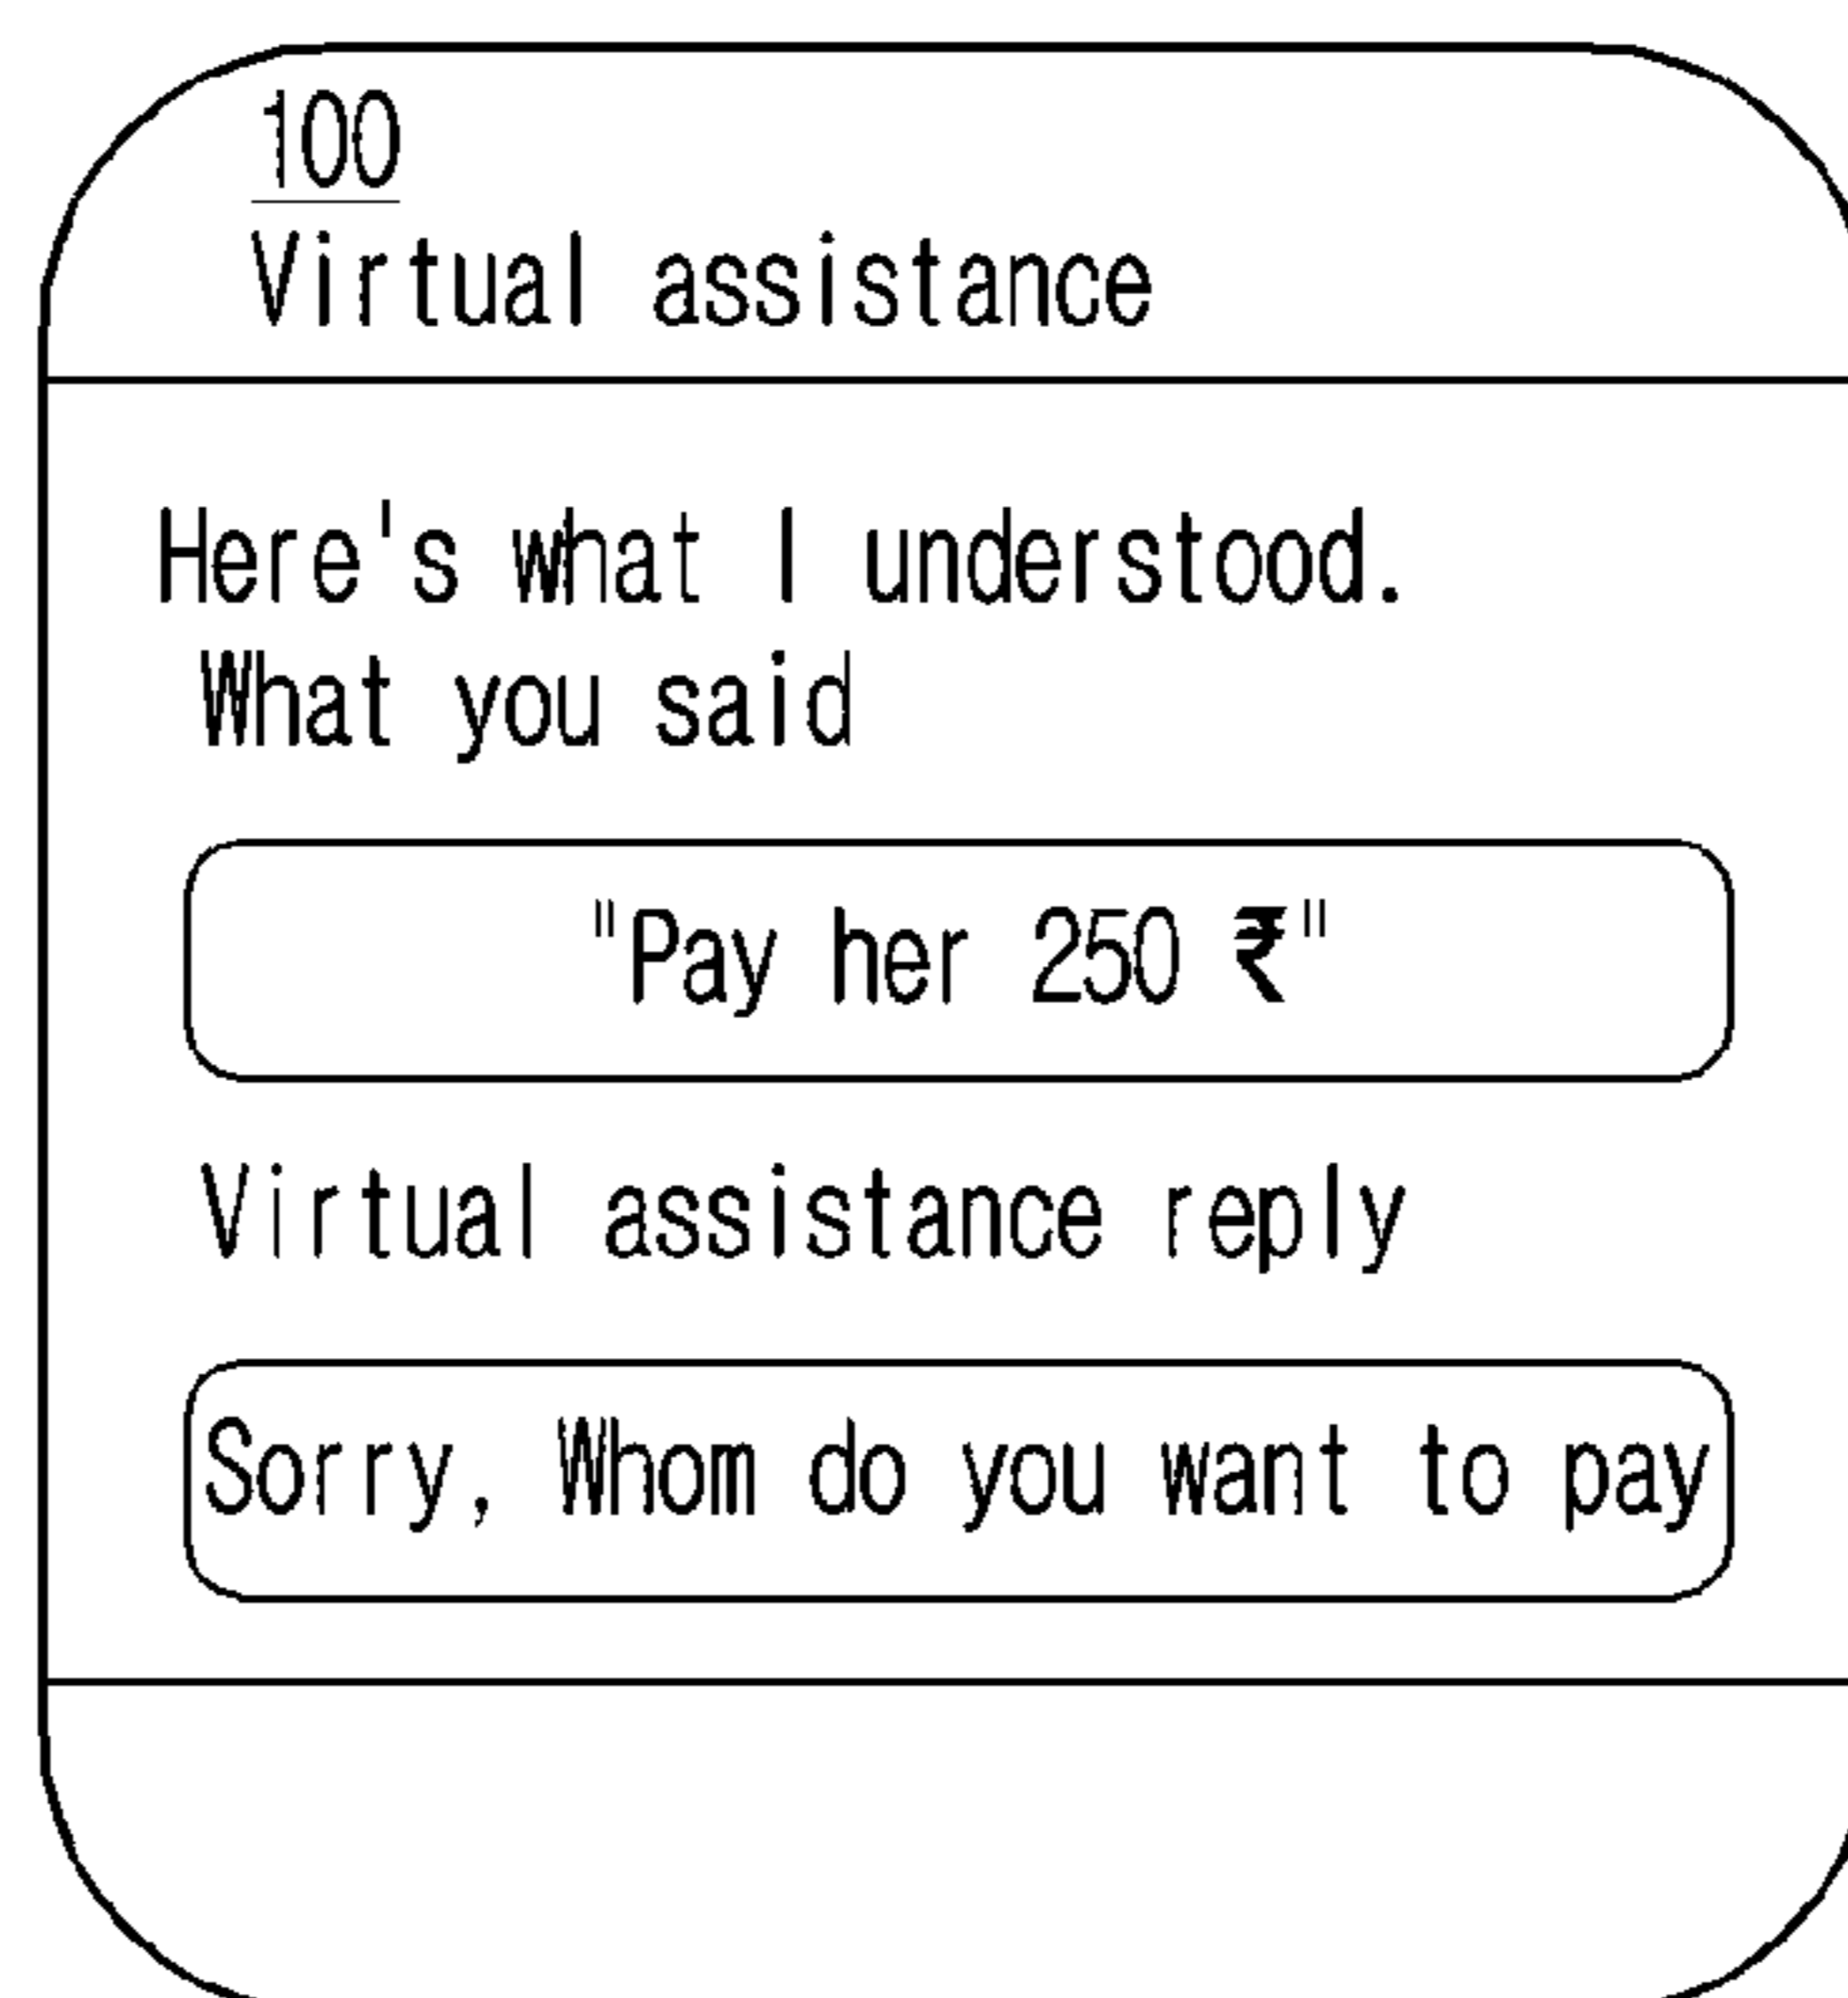 100
Virtual assistance
Here's what I understood.
What you said
"Pay her 250 ₹"
Virtual assistance reply
Sorry, Whom do you want to pay